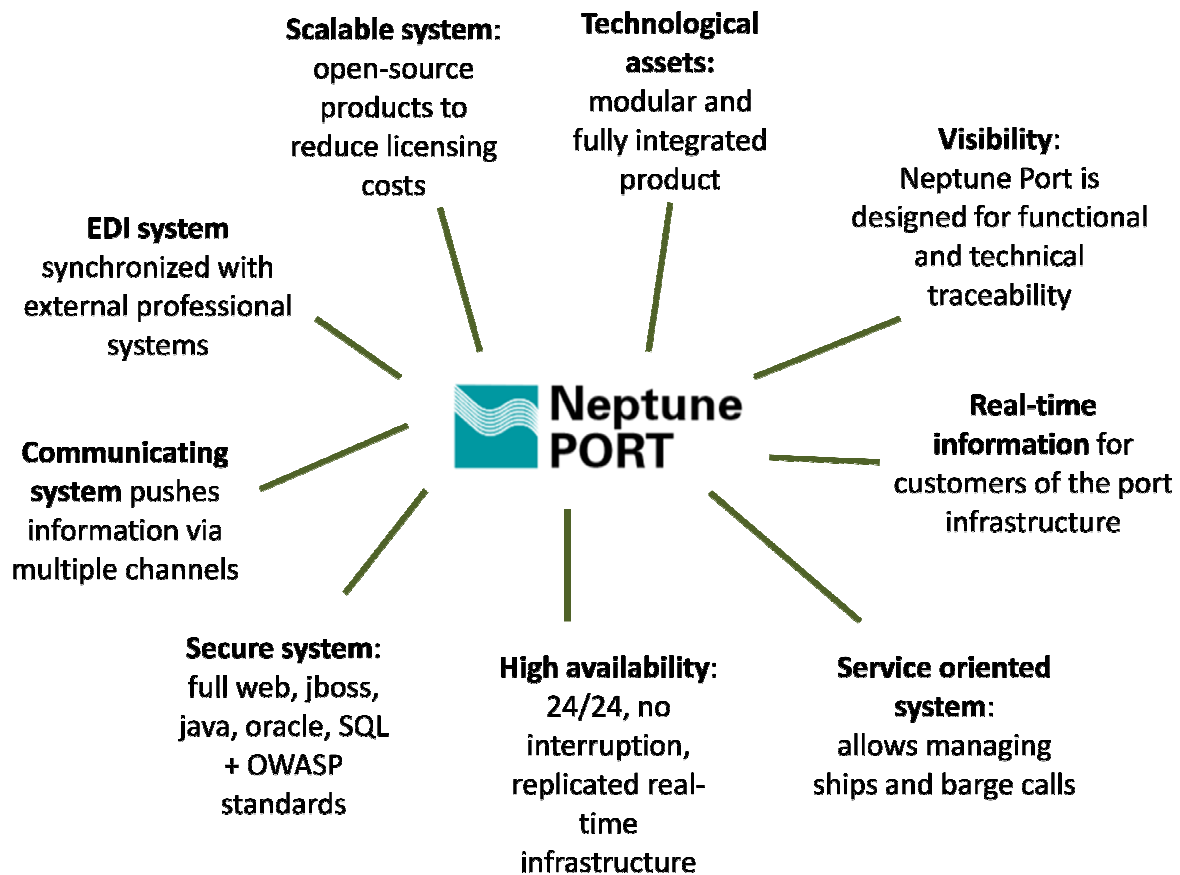 Scalable system:
open-source
products to
reduce licensing
costs
Technological
assets:
modular and
fully integrated
product
Visibility:
Neptune Port is
designed for functional
and technical
traceability
EDI system
synchronized with
external professional
systems
Neptune
PORT
Real-time
information for
customers of the port
infrastructure
Communicating
system pushes
information via
multiple channels
Secure system:
full web, jboss,
java, oracle, SQL
+ OWASP
standards
High availability:
24/24, no
interruption,
replicated real-
time
infrastructure
Service oriented
system:
allows managing
ships and barge calls